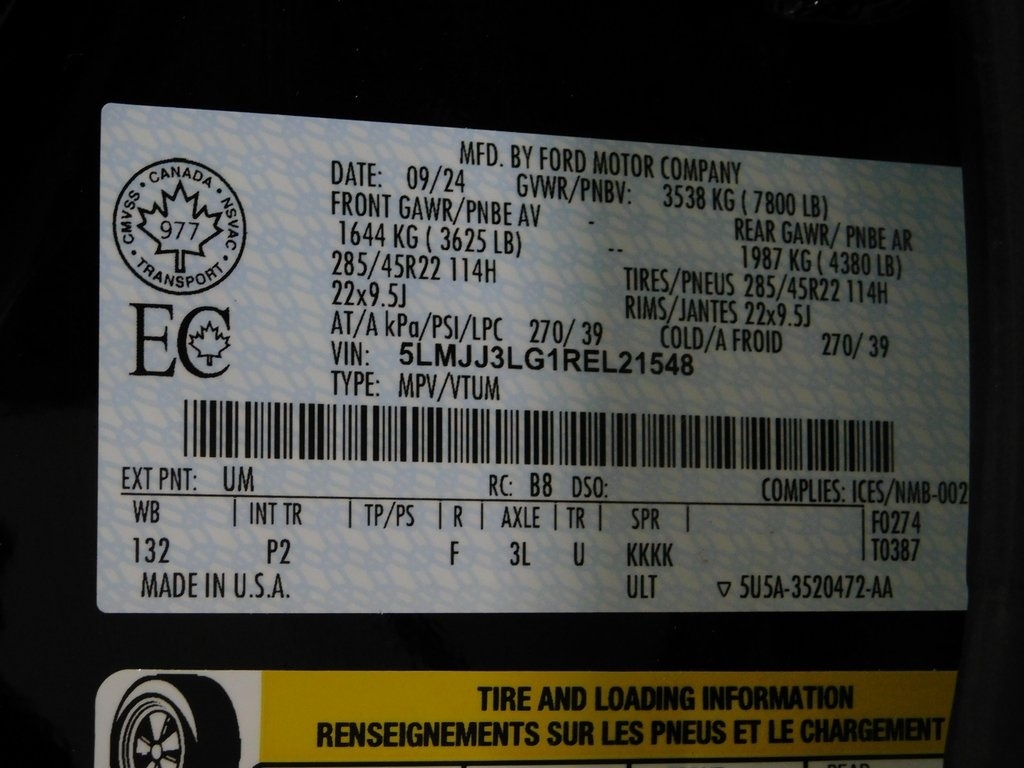 MFD. BY FORD MOTOR COMPANY
DATE: 09/24 GVWR/PNBV: 3538 KG ( 7800 LB)
FRONT GAWR/PNBE AV - REAR GAWR/ PNBE AR
1644 KG ( 3625 LB) -- 1987 KG ( 4380 LB)
285/45R22 114H TIRES/PNEUS 285/45R22 114H
22x9.5J RIMS/JANTES 22x9.5J
AT/A kPa/PSI/LPC 270/ 39 COLD/A FROID 270/ 39
VIN: 5LMJJ3LG1REL21548
TYPE: MPV/VTUM
CANADA
CMVSS · NSVAC
977
TRANSPORT
EC
EXT PNT: UM RC: B8 DSO: COMPLIES: ICES/NMB-002
WB | INT TR | TP/PS | R | AXLE | TR | SPR | F0274
132 P2 F 3L U KKKK T0387
MADE IN U.S.A. ULT ▽ 5U5A-3520472-AA
TIRE AND LOADING INFORMATION
RENSEIGNEMENTS SUR LES PNEUS ET LE CHARGEMENT